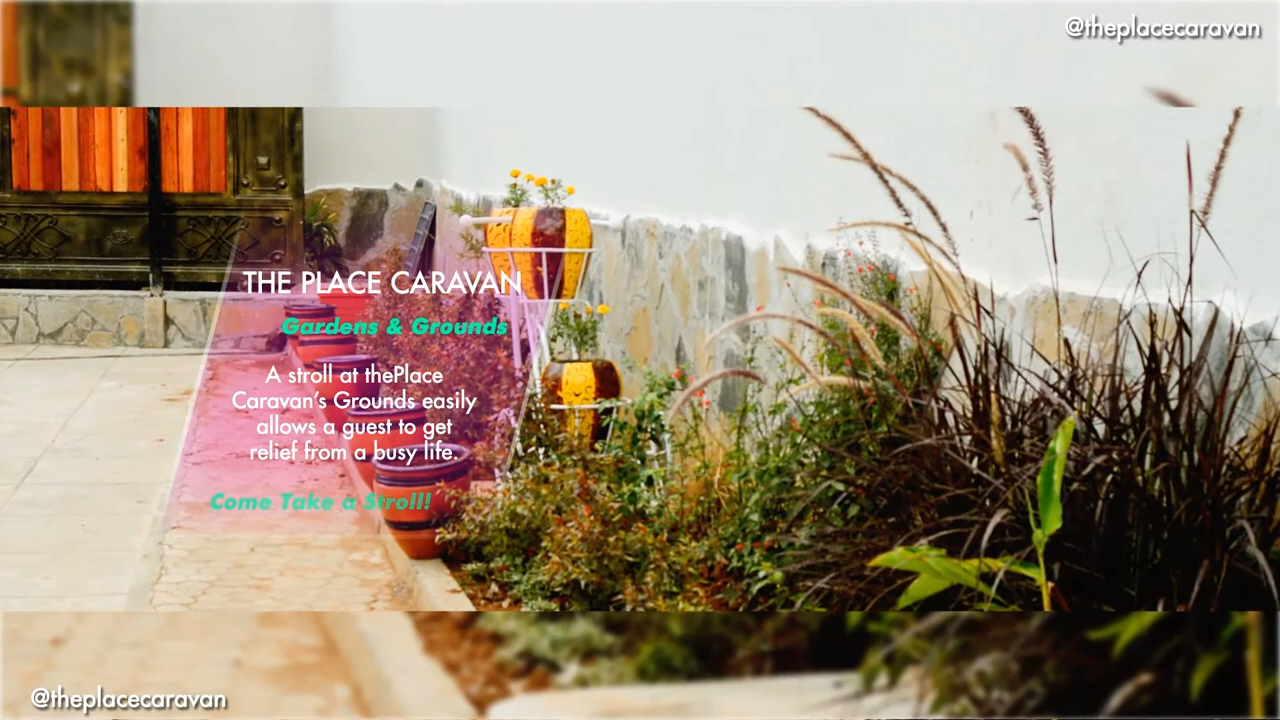 @theplacecaravan
THE PLACE CARAVAN
Gardens & Grounds
A stroll at thePlace
Caravan's Grounds easily
allows a guest to get
relief from a busy life.
Come Take a Stroll!
@theplacecaravan